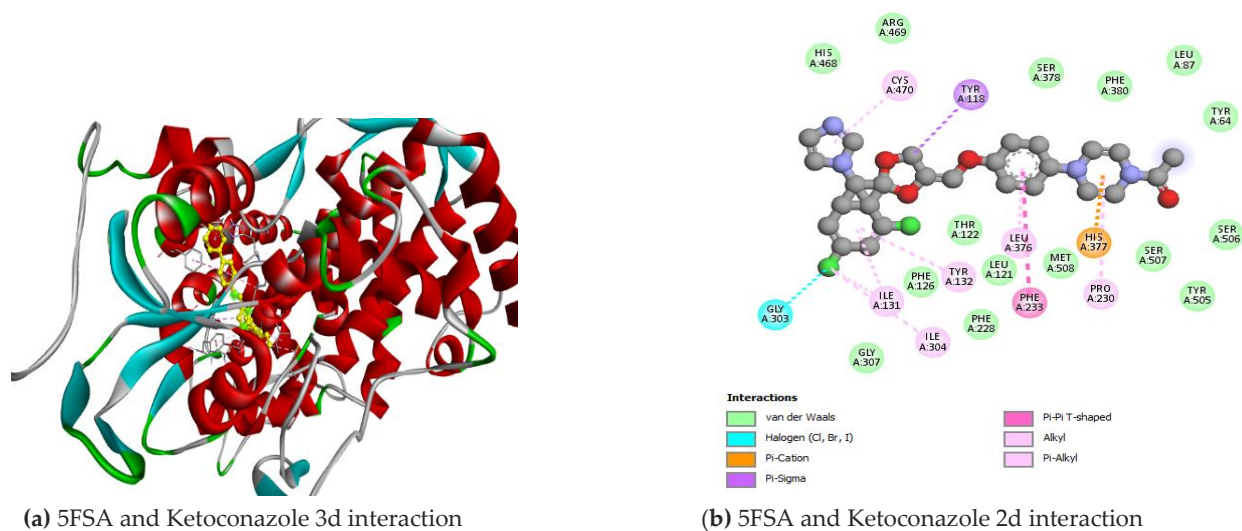 ARG
A:469
HIS
A:468
CYS
A:470
TYR
A:118
SER
A:378
PHE
A:380
LEU
A:87
TYR
A:64
THR
A:122
LEU
A:376
HIS
A:377
SER
A:506
SER
A:507
MET
A:508
LEU
A:121
TYR
A:132
PHE
A:126
ILE
A:131
PHE
A:233
PRO
A:230
TYR
A:505
GLY
A:303
PHE
A:228
ILE
A:304
GLY
A:307
Interactions
van der Waals
Halogen (Cl, Br, I)
Pi-Cation
Pi-Sigma
Pi-Pi T-shaped
Alkyl
Pi-Alkyl
(a) 5FSA and Ketoconazole 3d interaction
(b) 5FSA and Ketoconazole 2d interaction